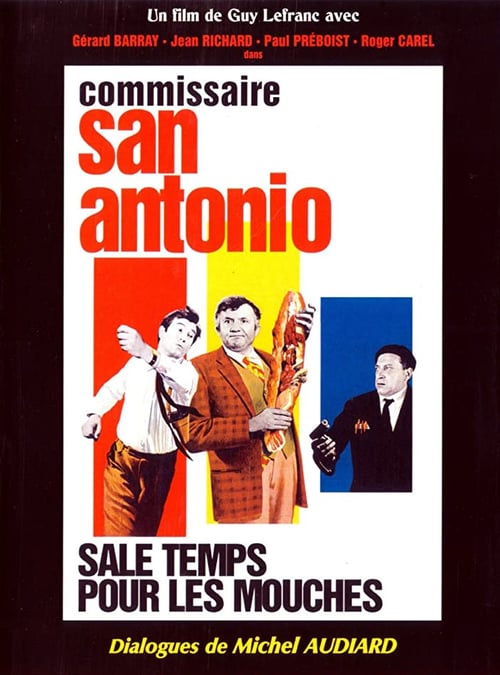 Un film de Guy Lefranc avec
Gérard BARRAY • Jean RICHARD • Paul PRÉBOIST • Roger CAREL
dans
commissaire
san
antonio
SALE TEMPS
POUR LES MOUCHES
Dialogues de Michel AUDIARD